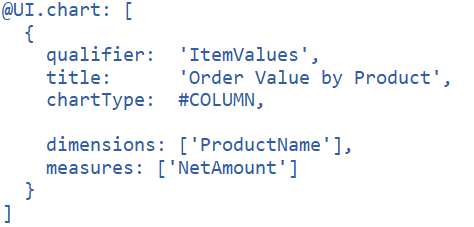 @UI.chart: [
  {
    qualifier:  'ItemValues',
    title:      'Order Value by Product',
    chartType:  #COLUMN,

    dimensions: ['ProductName'],
    measures: ['NetAmount']
  }
]